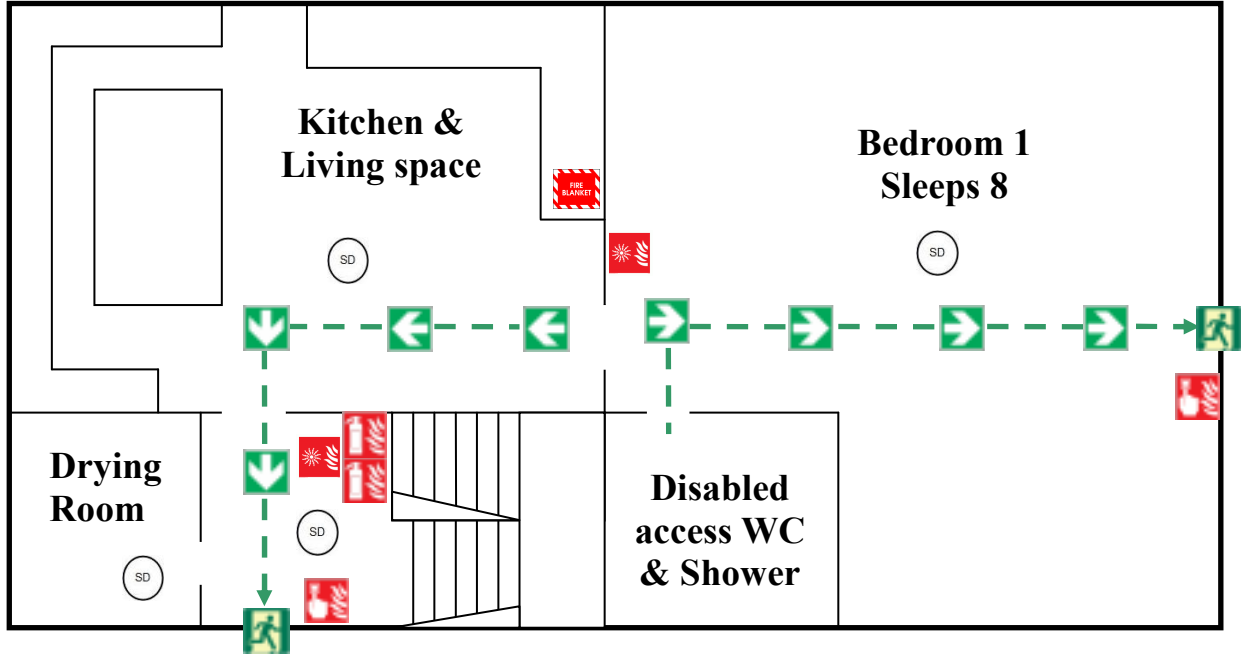 Kitchen &
Living space
Bedroom 1
Sleeps 8
FIRE
BLANKET
SD
SD
Drying
Room
Disabled
access WC
& Shower
SD
SD